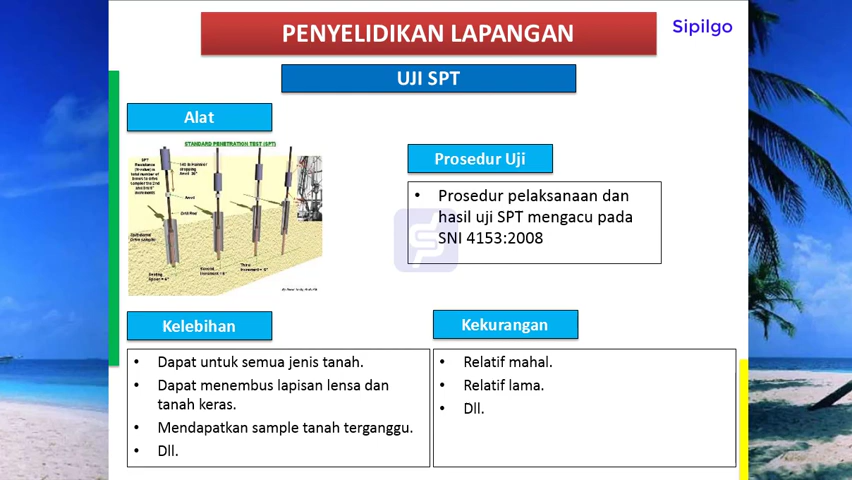 PENYELIDIKAN LAPANGAN
Sipilgo
UJI SPT
Alat
STANDARD PENETRATION TEST (SPT)
SPT
Resistance
Prosedur Uji
• Prosedur pelaksanaan dan
hasil uji SPT mengacu pada
SNI 4153:2008
Kelebihan
• Dapat untuk semua jenis tanah.
• Dapat menembus lapisan lensa dan
tanah keras.
• Mendapatkan sample tanah terganggu.
• Dll.
Kekurangan
• Relatif mahal.
• Relatif lama.
• Dll.